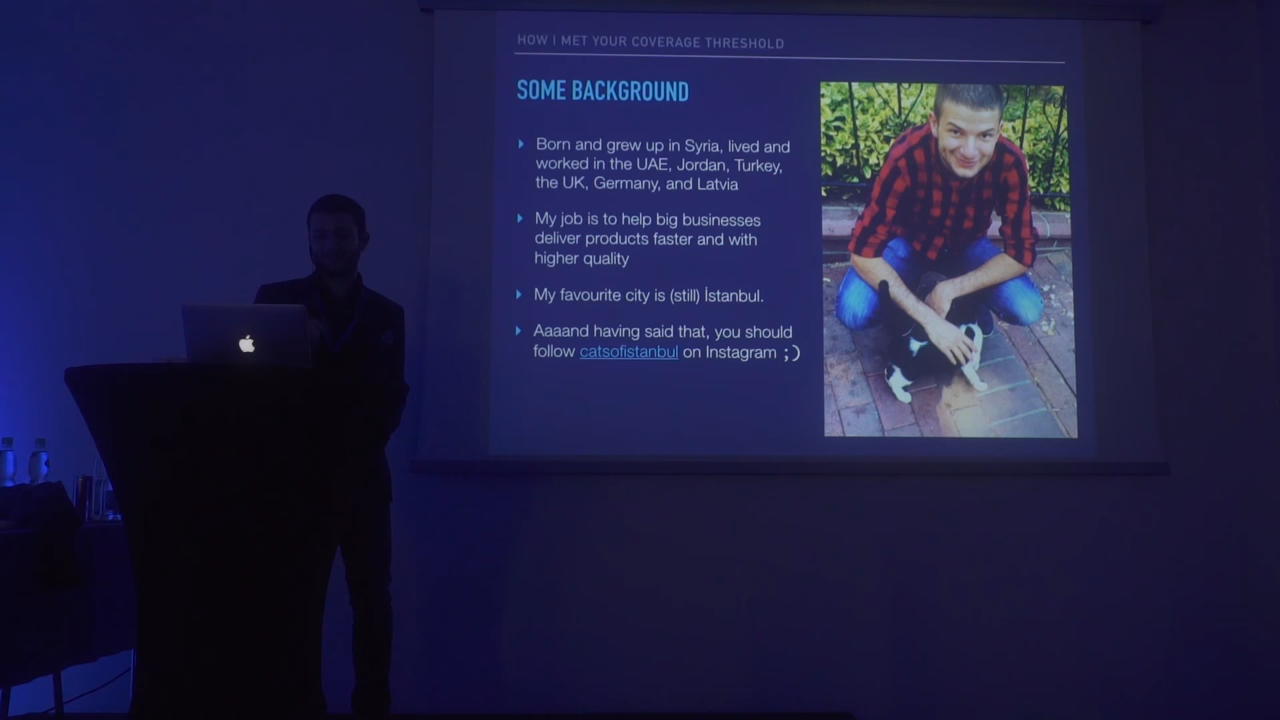 HOW I MET YOUR COVERAGE THRESHOLD
SOME BACKGROUND
Born and grew up in Syria, lived and
worked in the UAE, Jordan, Turkey,
the UK, Germany, and Latvia
My job is to help big businesses
deliver products faster and with
higher quality
My favourite city is (still) İstanbul.
Aaaand having said that, you should
follow catsofistanbul on Instagram ;)